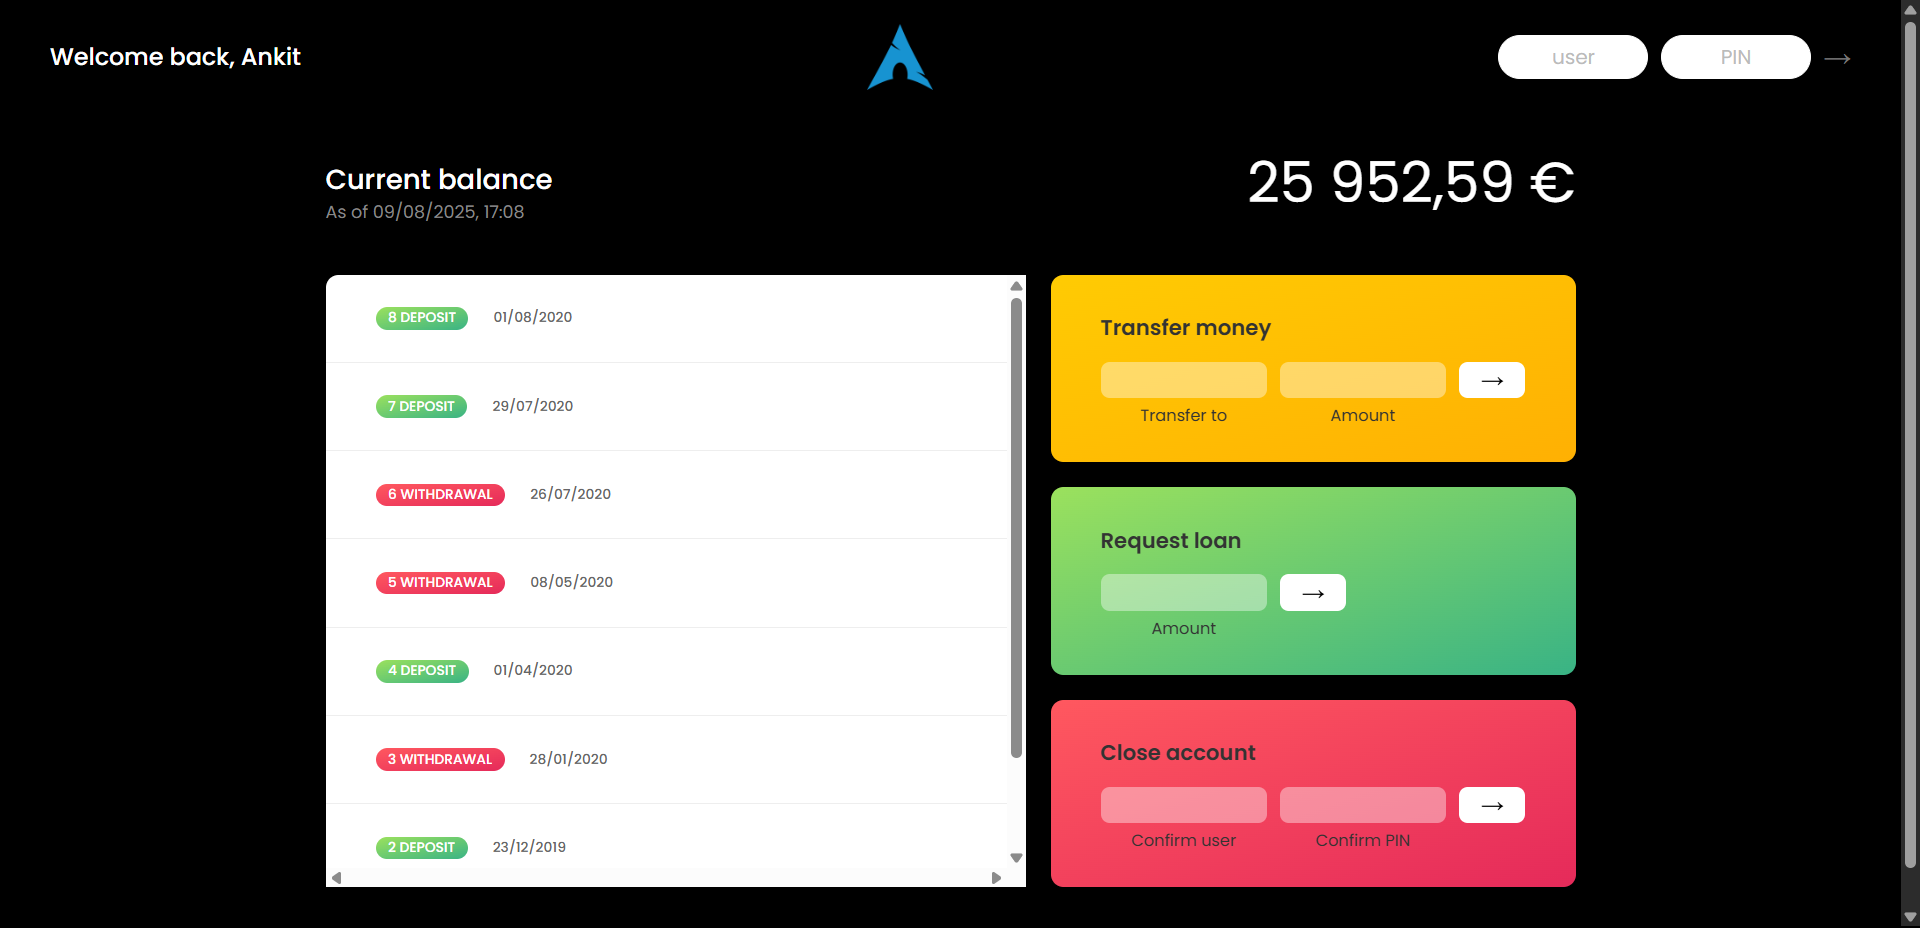 Welcome back, Ankit
user
PIN
→
Current balance
As of 09/08/2025, 17:08
25 952,59 €
8 DEPOSIT 01/08/2020
7 DEPOSIT 29/07/2020
6 WITHDRAWAL 26/07/2020
5 WITHDRAWAL 08/05/2020
4 DEPOSIT 01/04/2020
3 WITHDRAWAL 28/01/2020
2 DEPOSIT 23/12/2019
Transfer money
→
Transfer to
Amount
Request loan
→
Amount
Close account
→
Confirm user
Confirm PIN